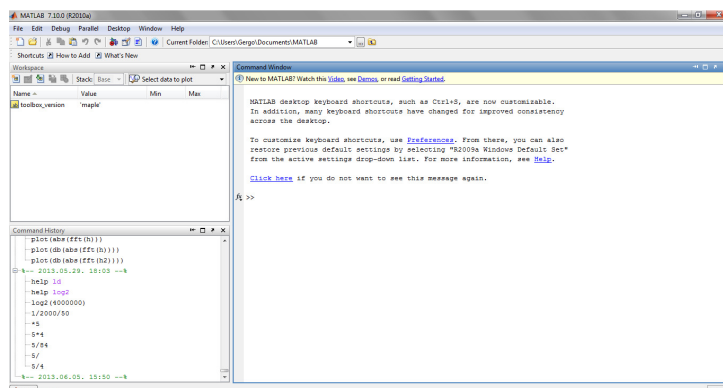 MATLAB 7.10.0 (R2010a)
File Edit Debug Parallel Desktop Window Help
Current Folder: C:\Users\Gergo\Documents\MATLAB
Shortcuts How to Add What's New
Workspace
Stack: Base Select data to plot
Name Value Min Max
toolbox_version 'maple'
Command History
plot(abs(fft(h)))
plot(db(abs(fft(h))))
plot(db(abs(fft(h2))))
%-- 2013.05.29. 18:03 --%
help ld
help log2
log2(4000000)
1/2000/50
*5
5*4
5/84
5/
5/4
%-- 2013.06.05. 15:50 --%
Command Window
New to MATLAB? Watch this Video, see Demos, or read Getting Started.
MATLAB desktop keyboard shortcuts, such as Ctrl+S, are now customizable.
In addition, many keyboard shortcuts have changed for improved consistency
across the desktop.
To customize keyboard shortcuts, use Preferences. From there, you can also
restore previous default settings by selecting "R2009a Windows Default Set"
from the active settings drop-down list. For more information, see Help.
Click here if you do not want to see this message again.
fx >>